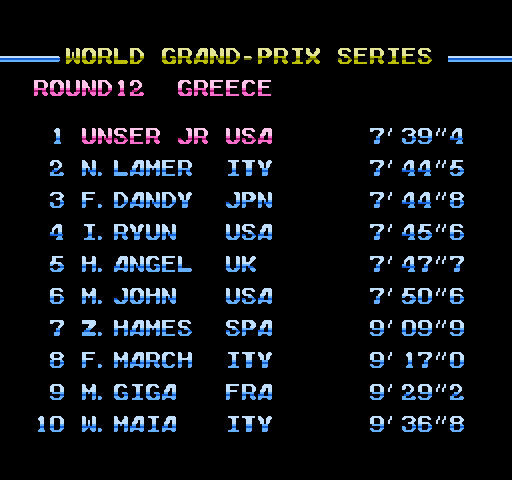 WORLD GRAND-PRIX SERIES
ROUND12 GREECE
1 UNSER JR USA 7'39"4
2 N. LAMER ITY 7'44"5
3 F. DANDY JPN 7'44"8
4 I. RYUN USA 7'45"6
5 H. ANGEL UK 7'47"7
6 M. JOHN USA 7'50"6
7 Z. HAMES SPA 9'09"9
8 F. MARCH ITY 9'17"0
9 M. GIGA FRA 9'29"2
10 W. MAIA ITY 9'36"8